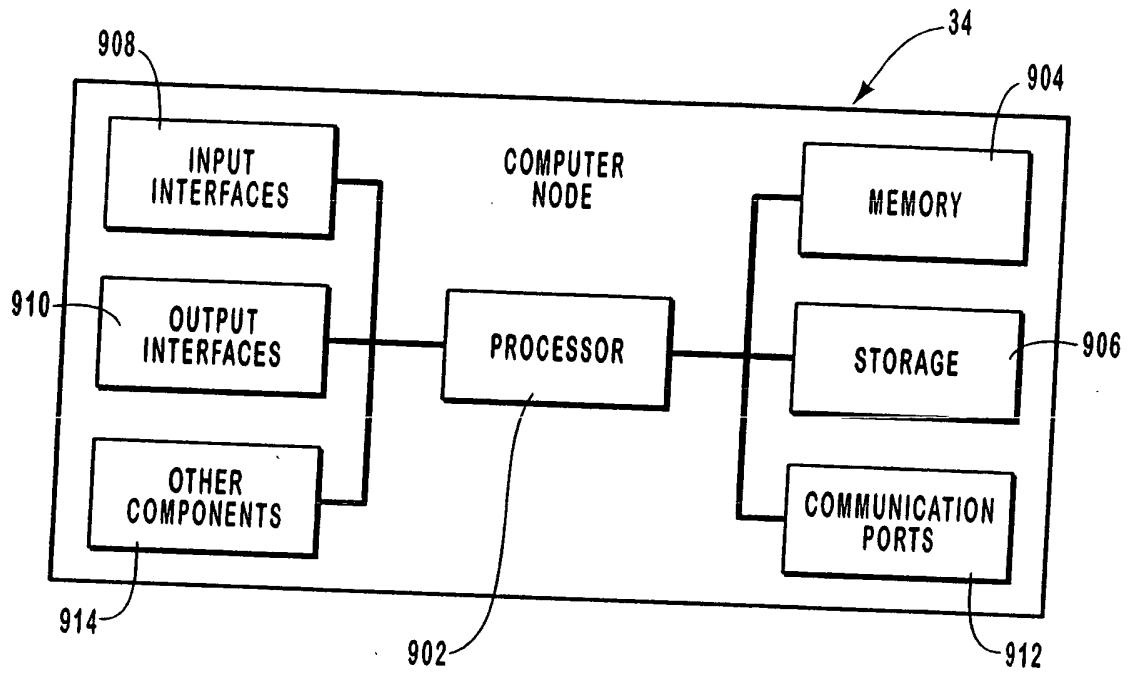 34
908
904
INPUT
INTERFACES
COMPUTER
NODE
MEMORY
910
OUTPUT
INTERFACES
PROCESSOR
STORAGE
906
OTHER
COMPONENTS
COMMUNICATION
PORTS
914
902
912